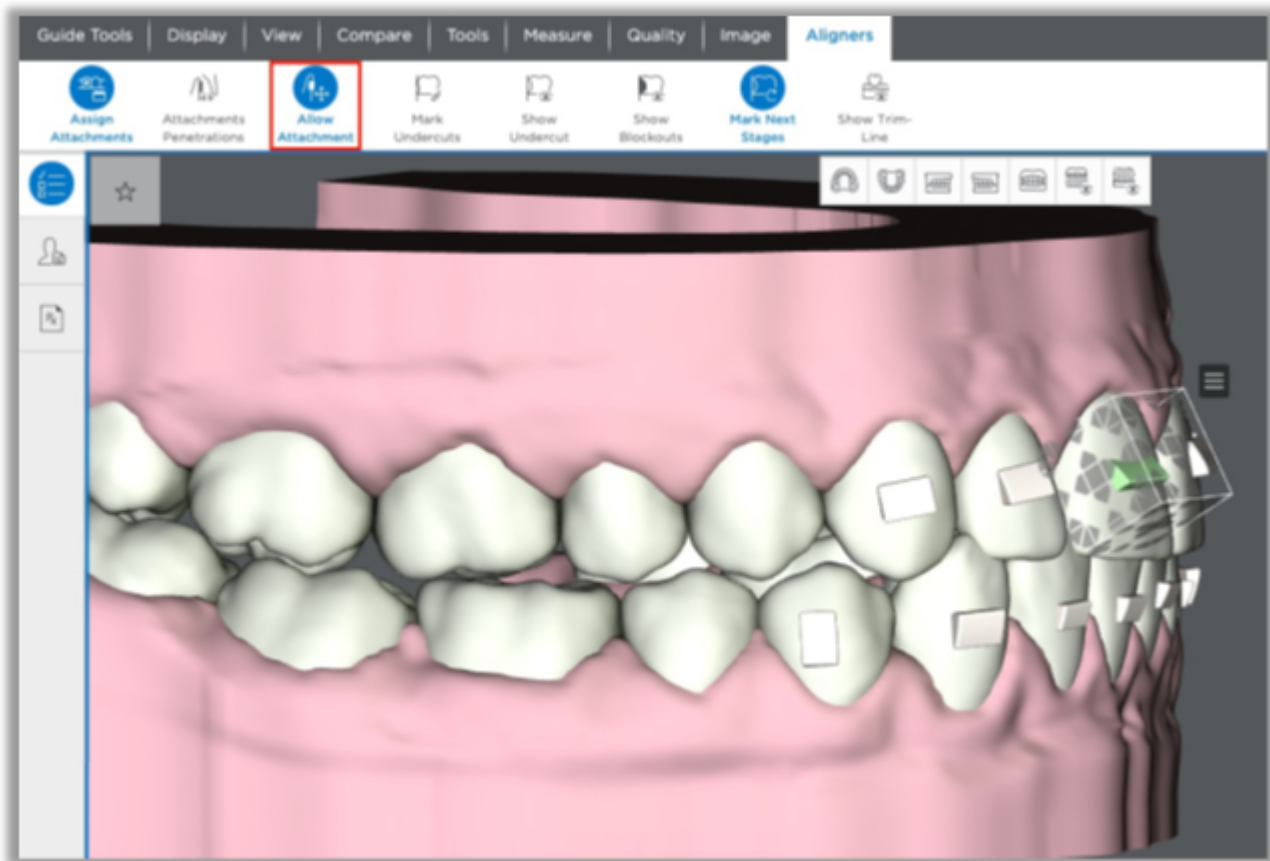 Guide Tools Display View Compare Tools Measure Quality Image Aligners
Assign Attachments Allow Mark Show Show Mark Next Show Trim-
Attachments Penetrations Attachment Undercuts Undercut Blockouts Stages Line